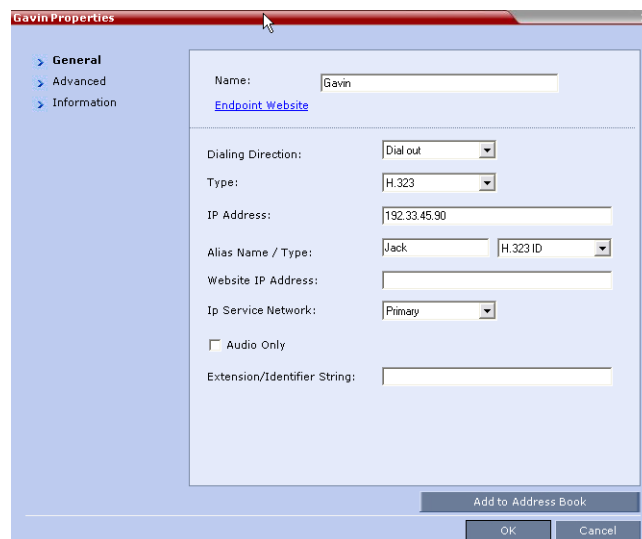 Gavin Properties
General
Advanced
Information
Name: Gavin
Endpoint Website
Dialing Direction: Dial out
Type: H.323
IP Address: 192.33.45.90
Alias Name / Type: Jack H.323 ID
Website IP Address:
Ip Service Network: Primary
Audio Only
Extension/Identifier String:
Add to Address Book
OK Cancel